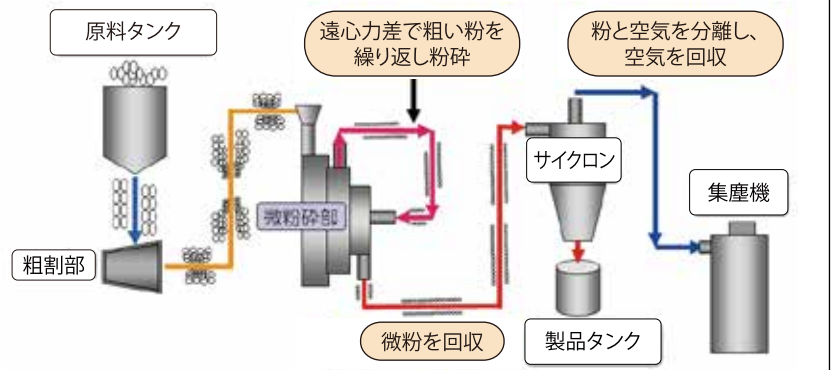 原料タンク
遠心力差で粗い粉を
繰り返し粉砕
粉と空気を分離し、
空気を回収
サイクロン
集塵機
微粉砕部
粗割部
微粉を回収
製品タンク